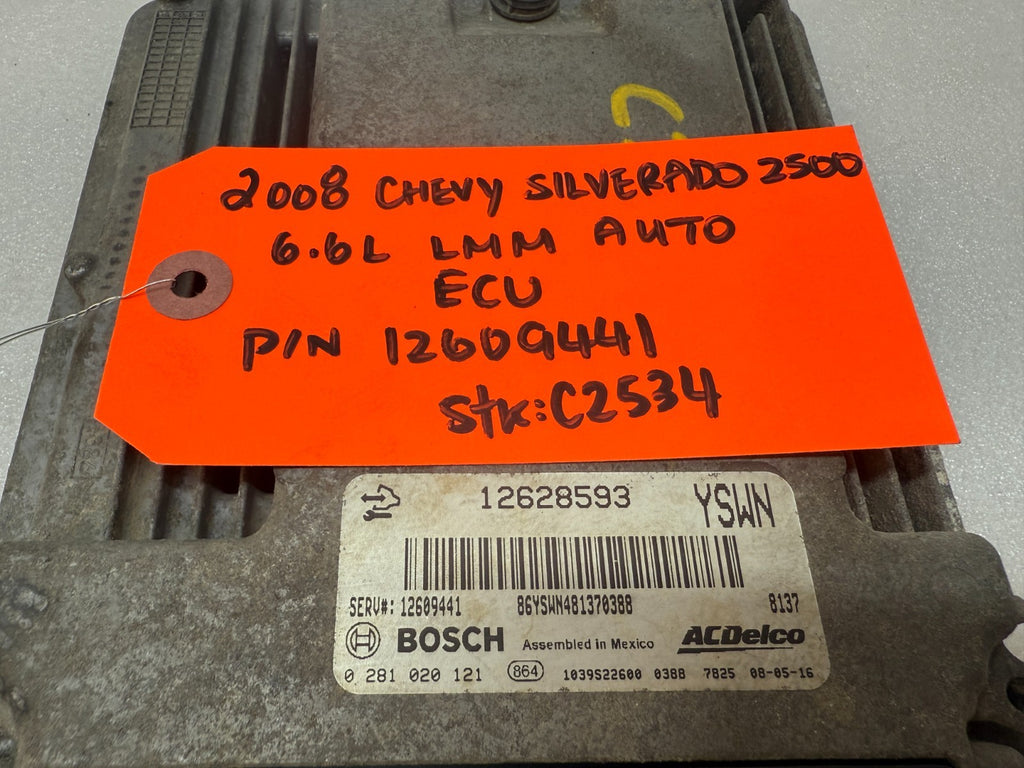 2008 CHEVY SILVERADO 2500
6.6L LMM AUTO
ECU
P/N 12609441
Stk: C2534
12628593 YSWN
SERV#: 12609441 86YSWN481370388 8137
BOSCH Assembled in Mexico ACDelco
0 281 020 121 864 1039S22600 0388 7825 08-05-16